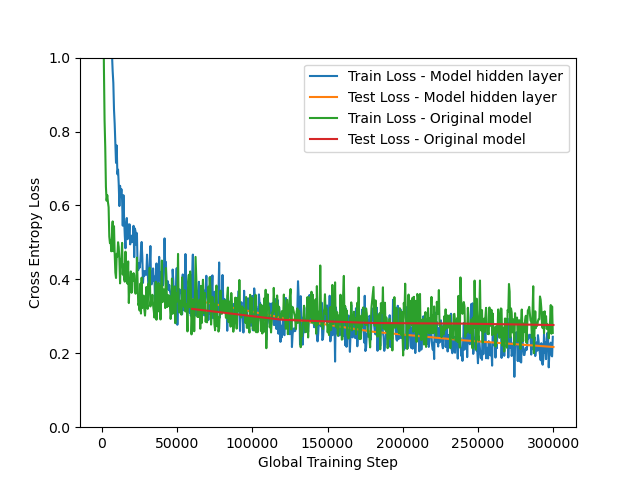 1.0
0.8
0.6
0.4
0.2
0.0
Cross Entropy Loss
Train Loss - Model hidden layer
Test Loss - Model hidden layer
Train Loss - Original model
Test Loss - Original model
0 50000 100000 150000 200000 250000 300000
Global Training Step